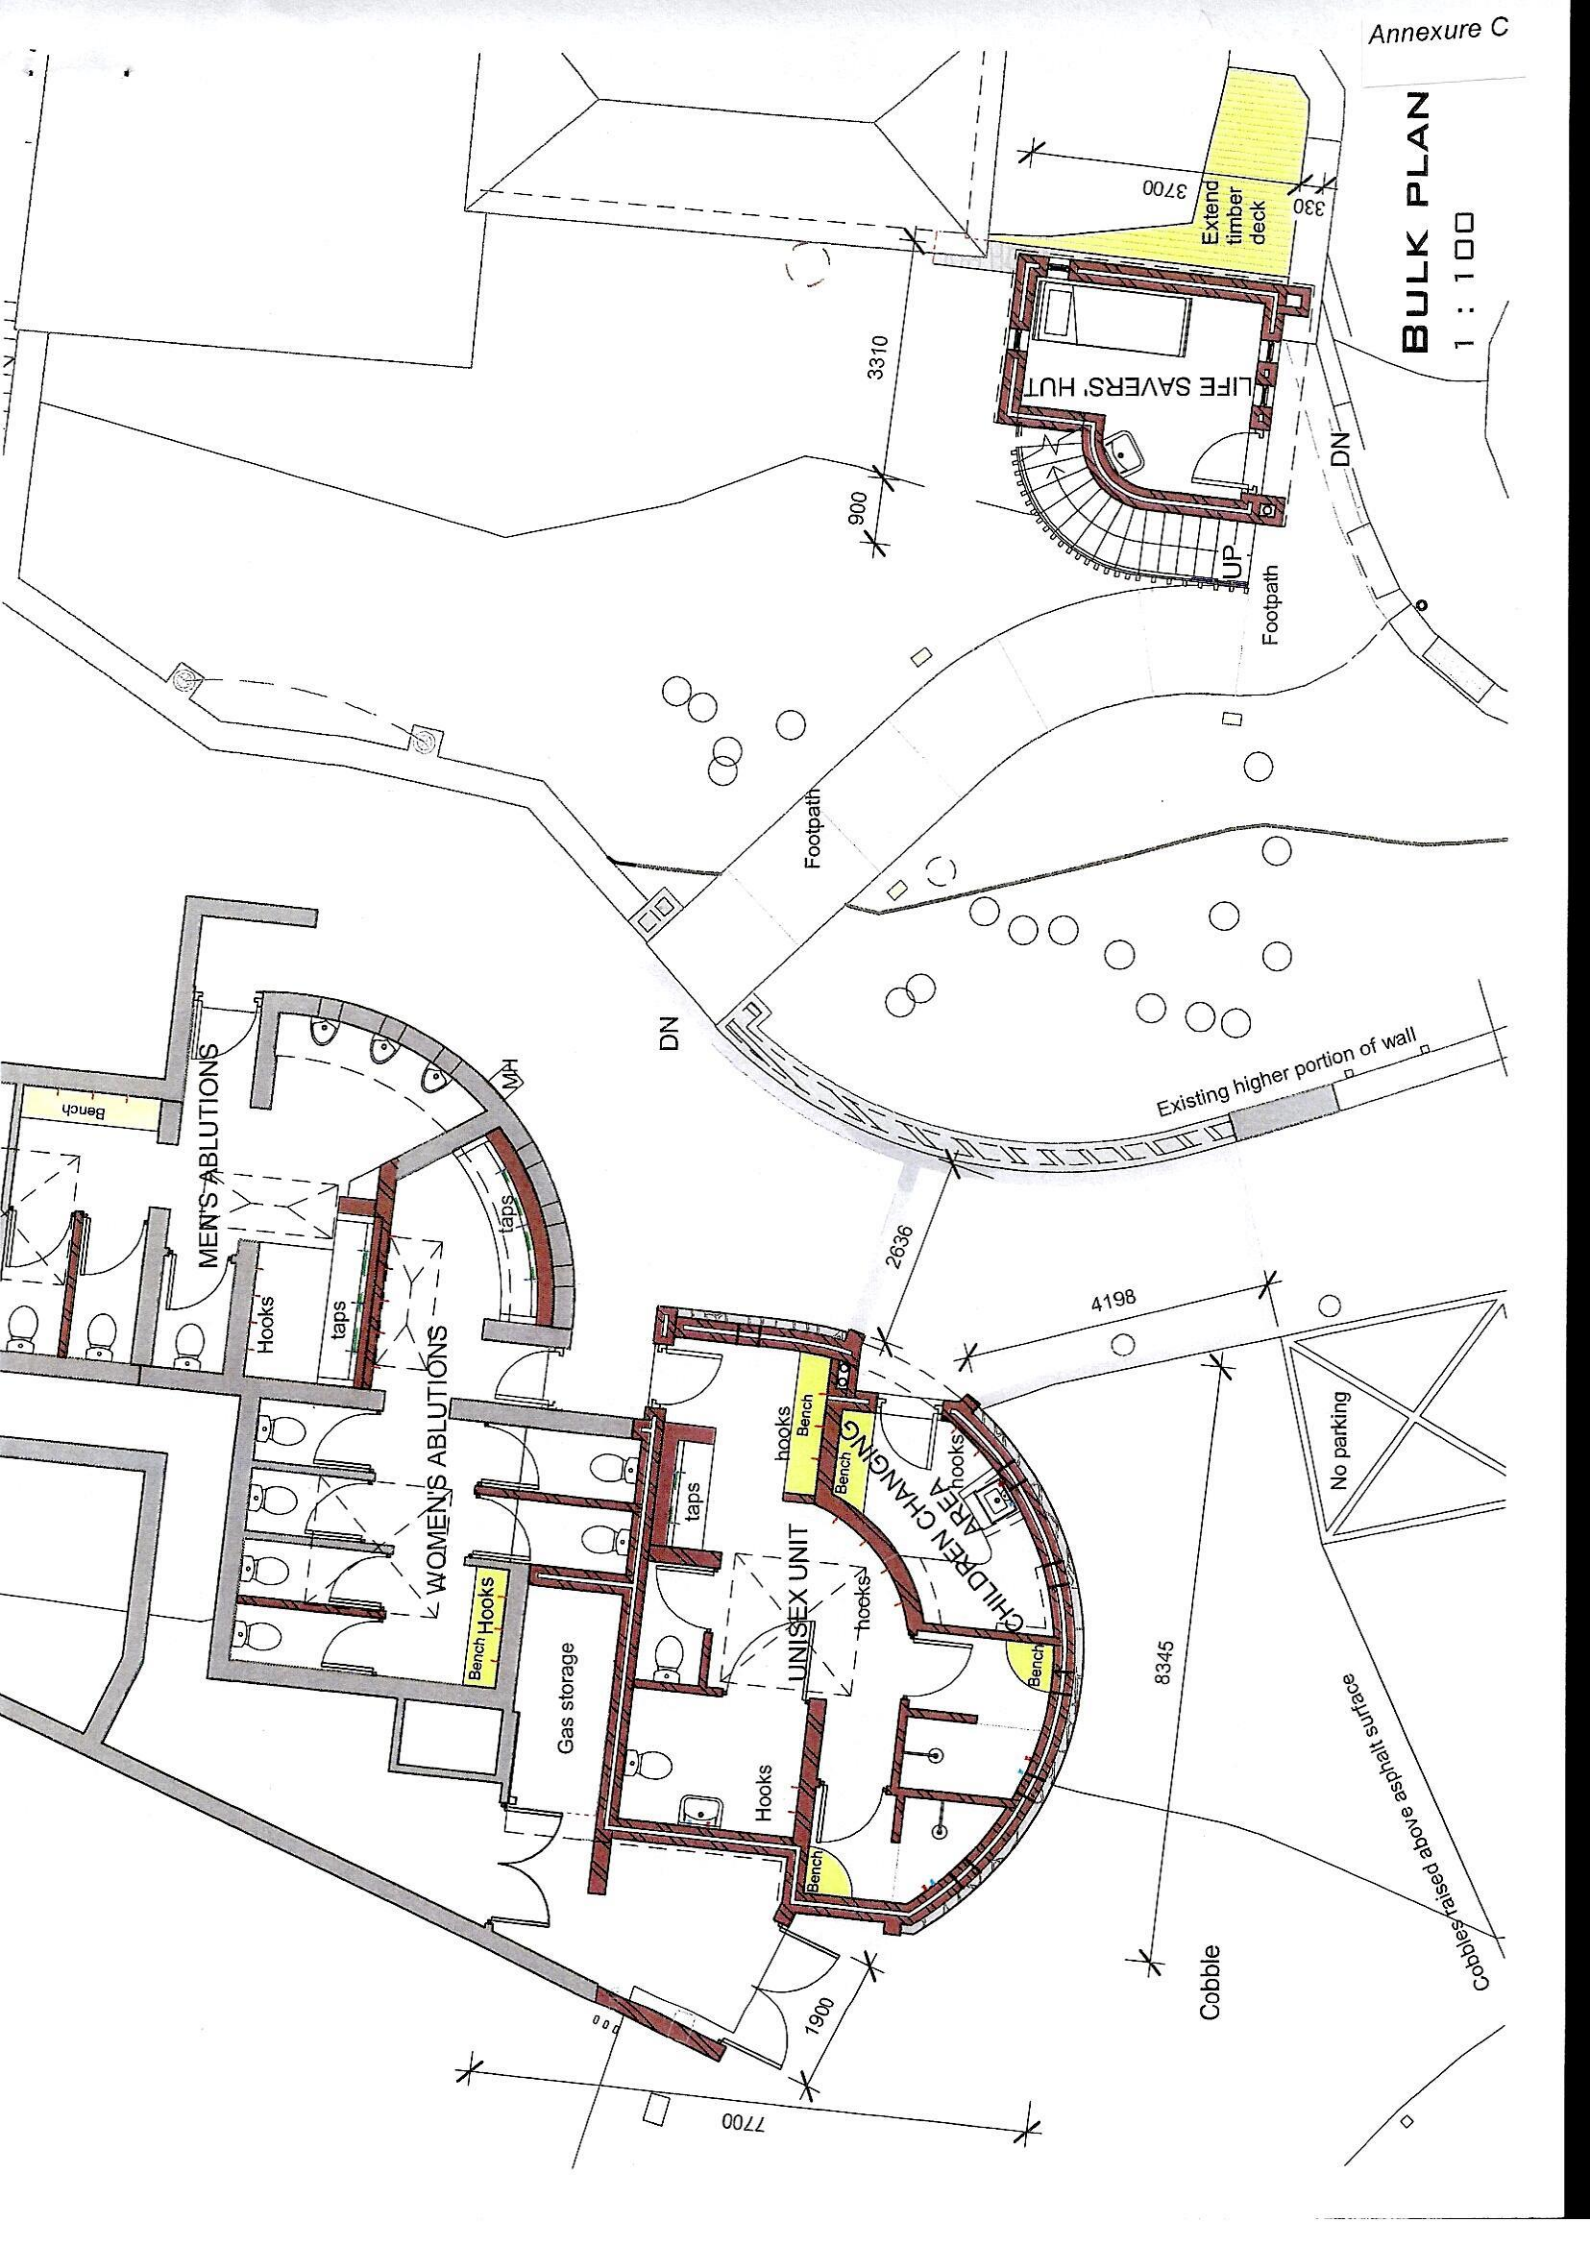 Annexure C
BULK PLAN
1 : 100
Extend
timber
deck
3700
330
3310
900
LIFE SAVERS' HUT
UP
DN
Footpath
Footpath
DN
Existing higher portion of wall
MEN'S ABLUTIONS
Bench
MH
Hooks
taps
taps
WOMEN'S ABLUTIONS
Bench
Hooks
Gas storage
2636
4198
hooks
Bench
Bench
CHILDREN CHANGING
AREA
hooks
taps
UNISEX UNIT
hooks
Bench
Hooks
Bench
No parking
8345
Cobbles raised above asphalt surface
Cobble
1900
7700